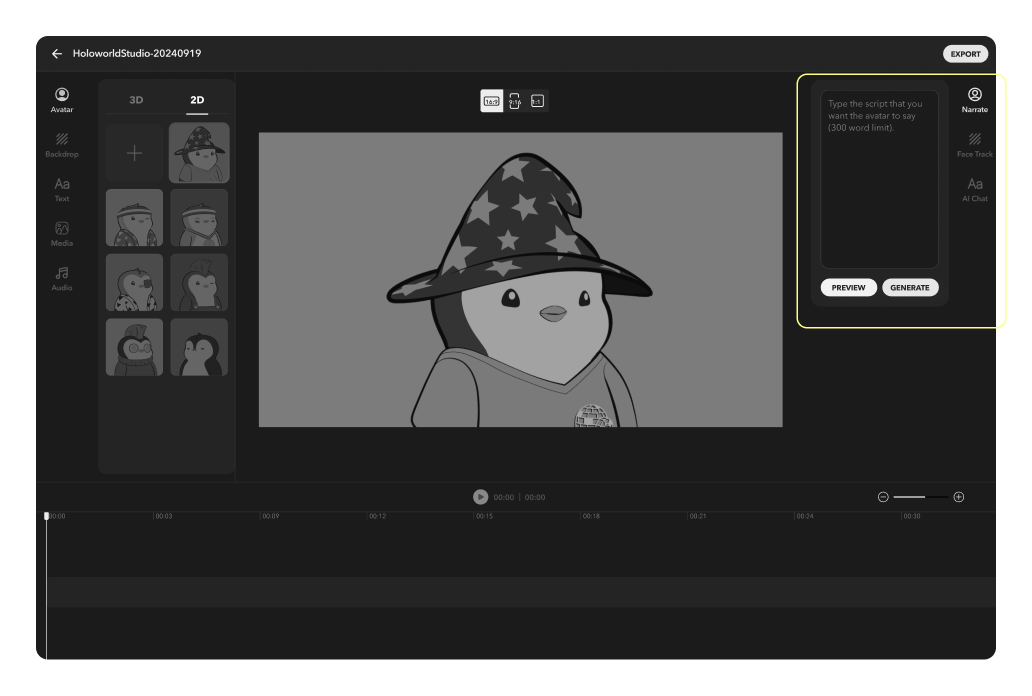 HoloworldStudio-20240919
EXPORT
Avatar
Backdrop
Aa
Text
Media
Audio
3D
2D
16:9
9:16
1:1
Type the script that you
want the avatar to say
(300 word limit).
PREVIEW
GENERATE
Narrate
Face Track
Aa
AI Chat
00:00 | 00:00
00:00
00:03
00:09
00:12
00:15
00:18
00:21
00:24
00:30